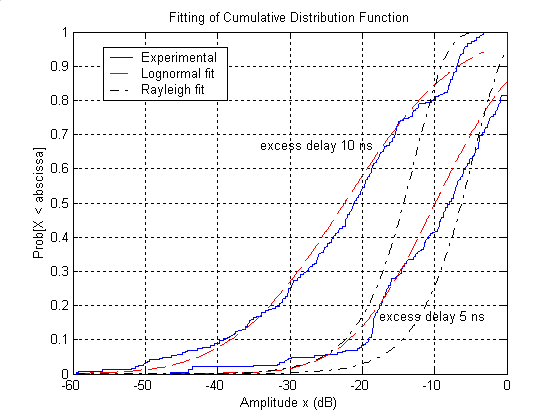 Fitting of Cumulative Distribution Function
1
0.9
0.8
0.7
0.6
0.5
0.4
0.3
0.2
0.1
0
Prob[X < abscissa]
Experimental
Lognormal fit
Rayleigh fit
excess delay 10 ns
excess delay 5 ns
-60 -50 -40 -30 -20 -10 0
Amplitude x (dB)